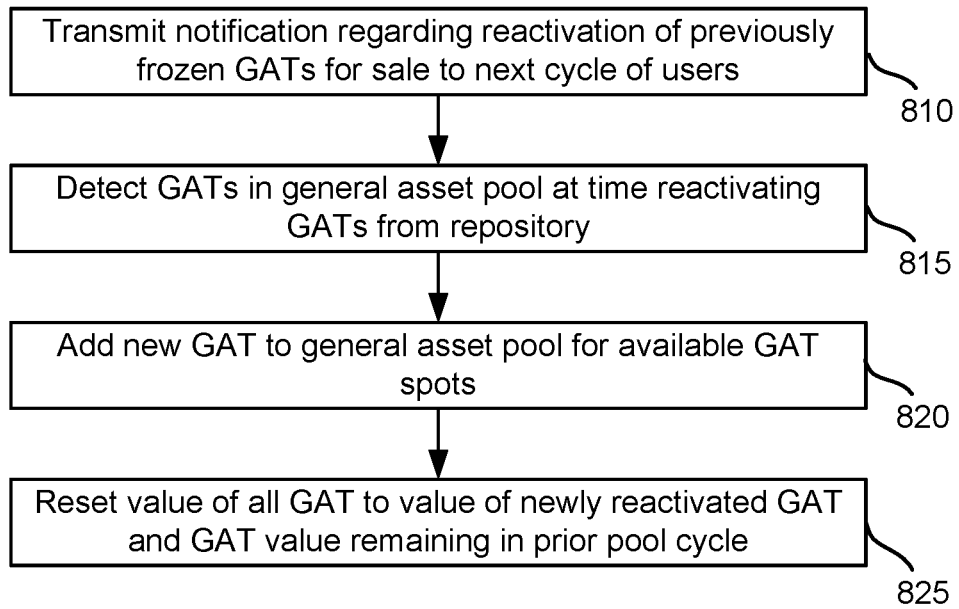 Transmit notification regarding reactivation of previously
frozen GATs for sale to next cycle of users
810
Detect GATs in general asset pool at time reactivating
GATs from repository
815
Add new GAT to general asset pool for available GAT
spots
820
Reset value of all GAT to value of newly reactivated GAT
and GAT value remaining in prior pool cycle
825